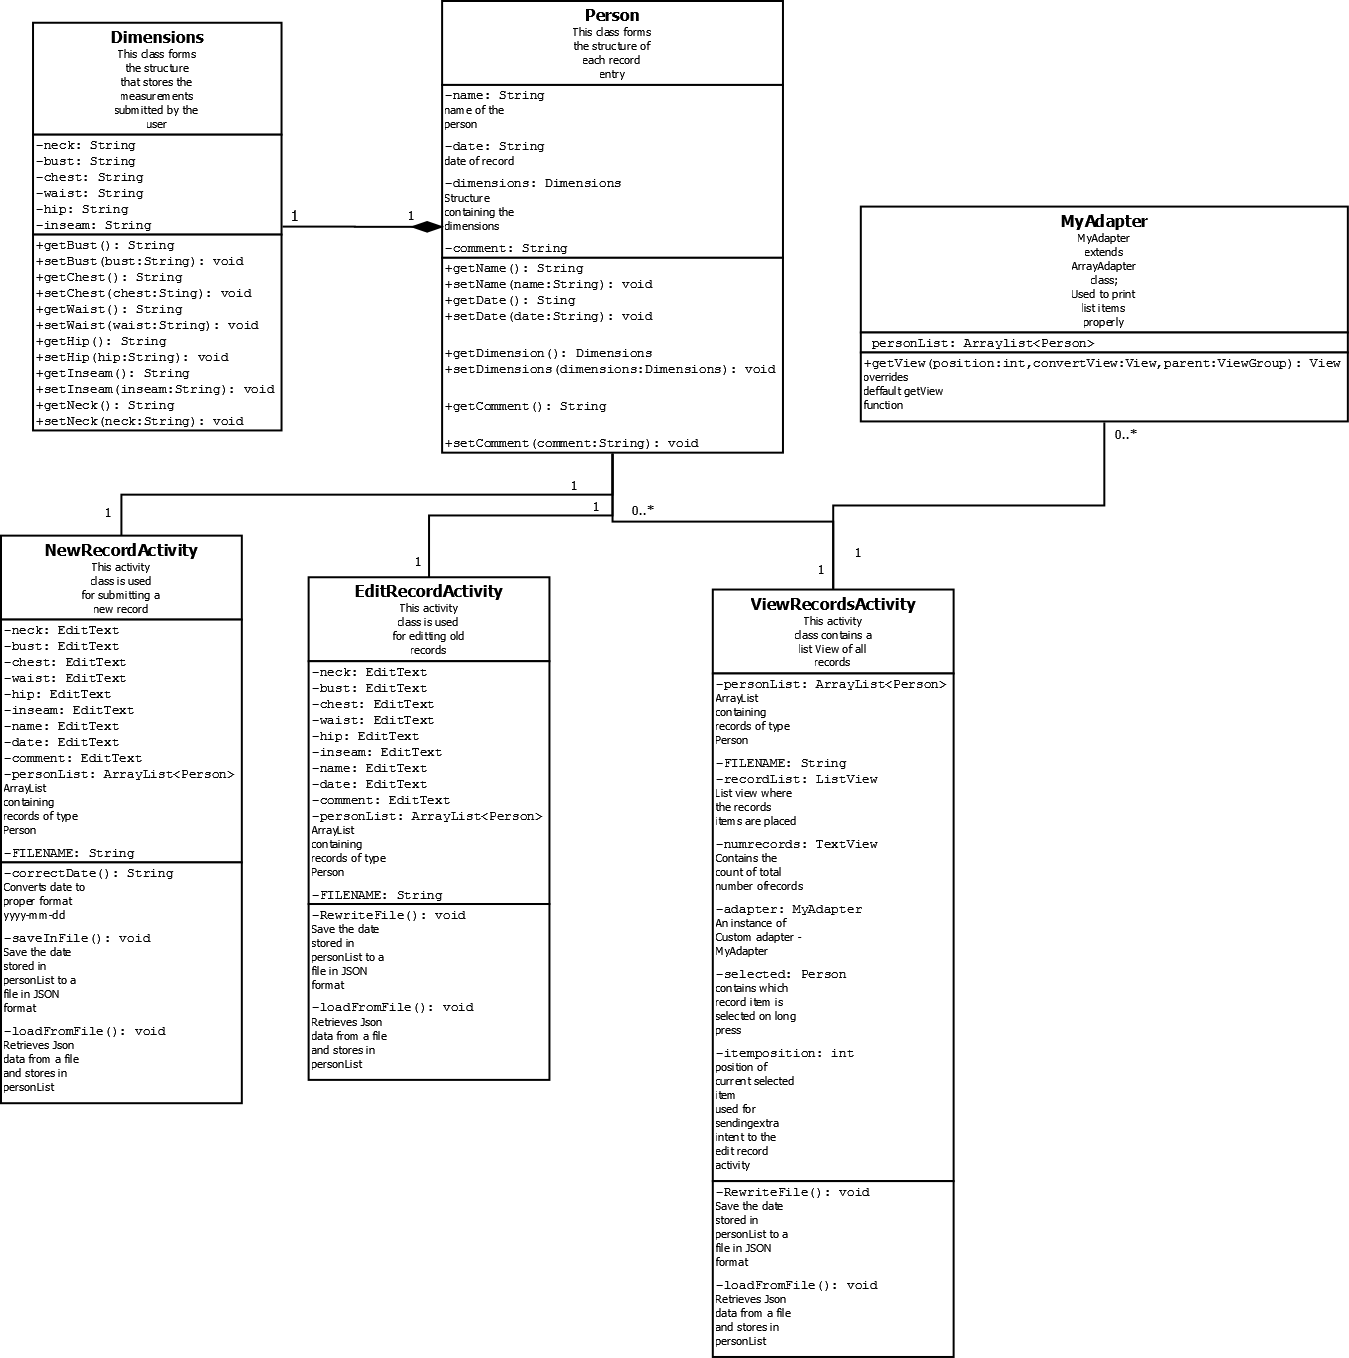 Dimensions
This class forms
the structure
that stores the
measurements
submitted by the
user
-neck: String
-bust: String
-chest: String
-waist: String
-hip: String
-inseam: String
+getBust(): String
+setBust(bust:String): void
+getChest(): String
+setChest(chest:Sting): void
+getWaist(): String
+setWaist(waist:String): void
+getHip(): String
+setHip(hip:String): void
+getInseam(): String
+setInseam(inseam:String): void
+getNeck(): String
+setNeck(neck:String): void
1
1
Person
This class forms
the structure of
each record
entry
-name: String
name of the
person
-date: String
date of record
-dimensions: Dimensions
Structure
containing the
dimensions
-comment: String
+getName(): String
+setName(name:String): void
+getDate(): Sting
+setDate(date:String): void
+getDimension(): Dimensions
+setDimensions(dimensions:Dimensions): void
+getComment(): String
+setComment(comment:String): void
MyAdapter
MyAdapter
extends
ArrayAdapter
class;
Used to print
list items
properly
personList: Arraylist<Person>
+getView(position:int,convertView:View,parent:ViewGroup): View
overrides
deffault getView
function
0..*
1
1
1
0..*
1
1
1
1
NewRecordActivity
This activity
class is used
for submitting a
new record
-neck: EditText
-bust: EditText
-chest: EditText
-waist: EditText
-hip: EditText
-inseam: EditText
-name: EditText
-date: EditText
-comment: EditText
-personList: ArrayList<Person>
ArrayList
containing
records of type
Person
-FILENAME: String
-correctDate(): String
Converts date to
proper format
yyyy-mm-dd
-saveInFile(): void
Save the date
stored in
personList to a
file in JSON
format
-loadFromFile(): void
Retrieves Json
data from a file
and stores in
personList
EditRecordActivity
This activity
class is used
for editting old
records
-neck: EditText
-bust: EditText
-chest: EditText
-waist: EditText
-hip: EditText
-inseam: EditText
-name: EditText
-date: EditText
-comment: EditText
-personList: ArrayList<Person>
ArrayList
containing
records of type
Person
-FILENAME: String
-RewriteFile(): void
Save the date
stored in
personList to a
file in JSON
format
-loadFromFile(): void
Retrieves Json
data from a file
and stores in
personList
ViewRecordsActivity
This activity
class contains a
list View of all
records
-personList: ArrayList<Person>
ArrayList
containing
records of type
Person
-FILENAME: String
-recordList: ListView
List view where
the records
items are placed
-numrecords: TextView
Contains the
count of total
number ofrecords
-adapter: MyAdapter
An instance of
Custom adapter -
MyAdapter
-selected: Person
contains which
record item is
selected on long
press
-itemposition: int
position of
current selected
item
used for
sendingextra
intent to the
edit record
activity
-RewriteFile(): void
Save the date
stored in
personList to a
file in JSON
format
-loadFromFile(): void
Retrieves Json
data from a file
and stores in
personList